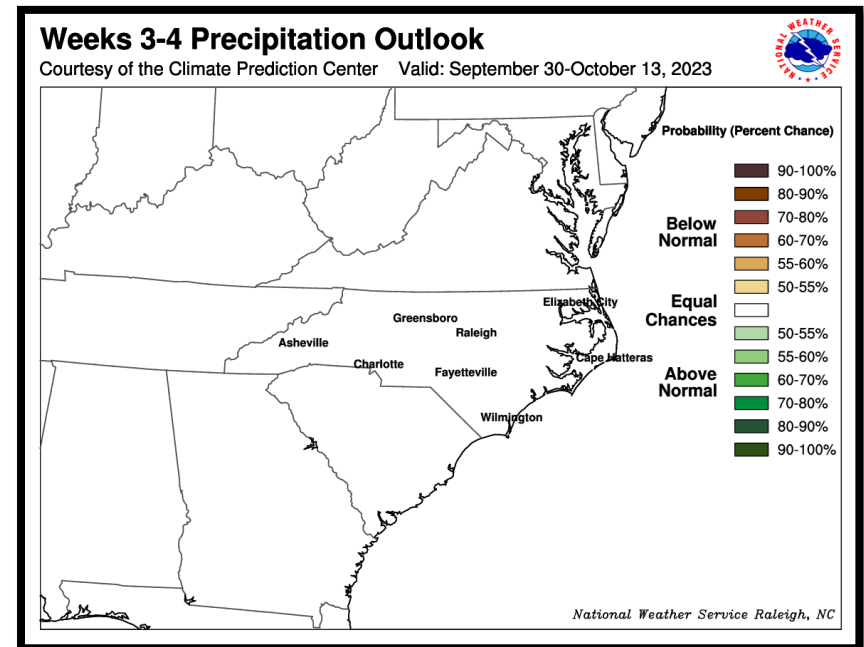 Weeks 3-4 Precipitation Outlook
Courtesy of the Climate Prediction Center Valid: September 30-October 13, 2023
NATIONAL WEATHER SERVICE
Probability (Percent Chance)
90-100%
80-90%
70-80%
Below
Normal
60-70%
55-60%
50-55%
Equal
Chances
50-55%
55-60%
Above
Normal
60-70%
70-80%
80-90%
90-100%
Elizabeth City
Greensboro
Raleigh
Asheville
Cape Hatteras
Charlotte
Fayetteville
Wilmington
National Weather Service Raleigh, NC